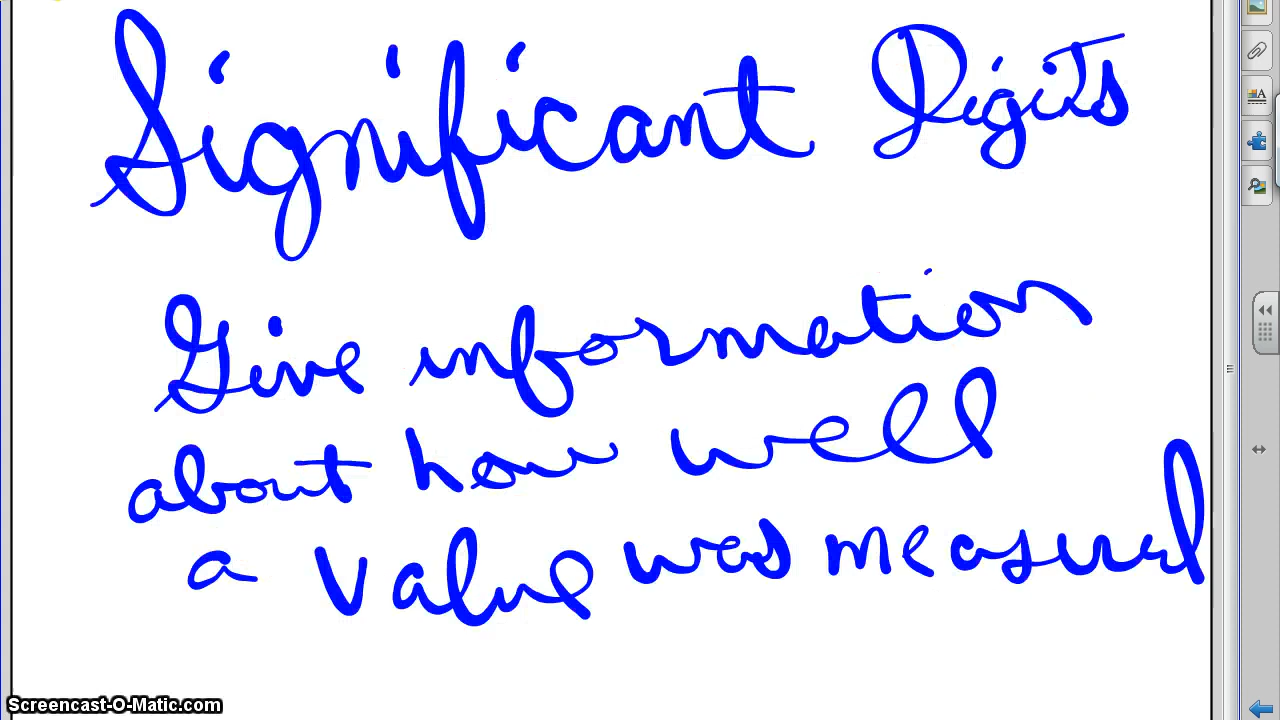 Significant Digits
Give information
about how well
a value was measured
Screencast-O-Matic.com